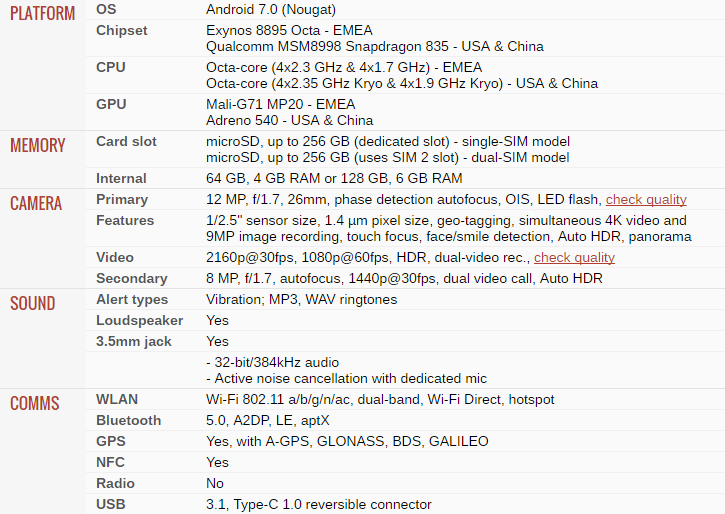 PLATFORM OS Android 7.0 (Nougat)
Chipset Exynos 8895 Octa - EMEA
Qualcomm MSM8998 Snapdragon 835 - USA & China
CPU Octa-core (4x2.3 GHz & 4x1.7 GHz) - EMEA
Octa-core (4x2.35 GHz Kryo & 4x1.9 GHz Kryo) - USA & China
GPU Mali-G71 MP20 - EMEA
Adreno 540 - USA & China
MEMORY Card slot microSD, up to 256 GB (dedicated slot) - single-SIM model
microSD, up to 256 GB (uses SIM 2 slot) - dual-SIM model
Internal 64 GB, 4 GB RAM or 128 GB, 6 GB RAM
CAMERA Primary 12 MP, f/1.7, 26mm, phase detection autofocus, OIS, LED flash, check quality
Features 1/2.5" sensor size, 1.4 µm pixel size, geo-tagging, simultaneous 4K video and
9MP image recording, touch focus, face/smile detection, Auto HDR, panorama
Video 2160p@30fps, 1080p@60fps, HDR, dual-video rec., check quality
Secondary 8 MP, f/1.7, autofocus, 1440p@30fps, dual video call, Auto HDR
SOUND Alert types Vibration; MP3, WAV ringtones
Loudspeaker Yes
3.5mm jack Yes
- 32-bit/384kHz audio
- Active noise cancellation with dedicated mic
COMMS WLAN Wi-Fi 802.11 a/b/g/n/ac, dual-band, Wi-Fi Direct, hotspot
Bluetooth 5.0, A2DP, LE, aptX
GPS Yes, with A-GPS, GLONASS, BDS, GALILEO
NFC Yes
Radio No
USB 3.1, Type-C 1.0 reversible connector